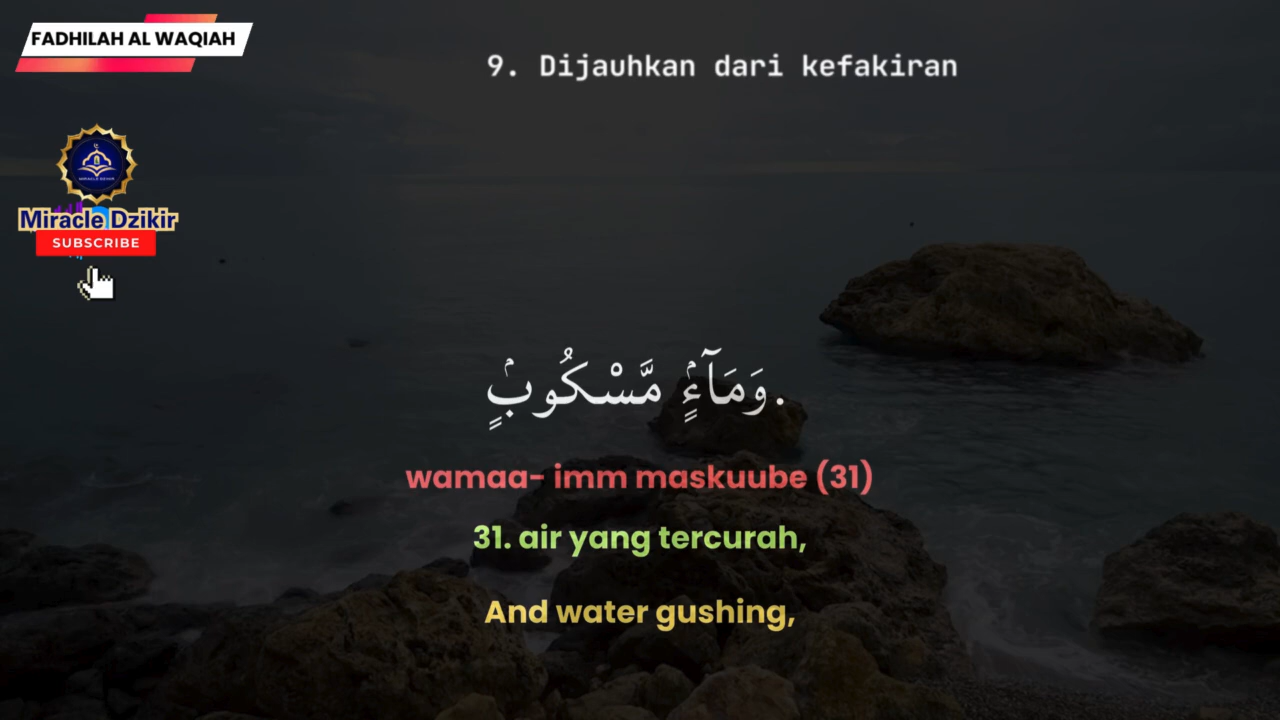 FADHILAH AL WAQIAH
9. Dijauhkan dari kefakiran
Miracle Dzikir
SUBSCRIBE
وَمَآءٍۢ مَّسْكُوبٍۢ.
wamaa- imm maskuube (31)
31. air yang tercurah,
And water gushing,